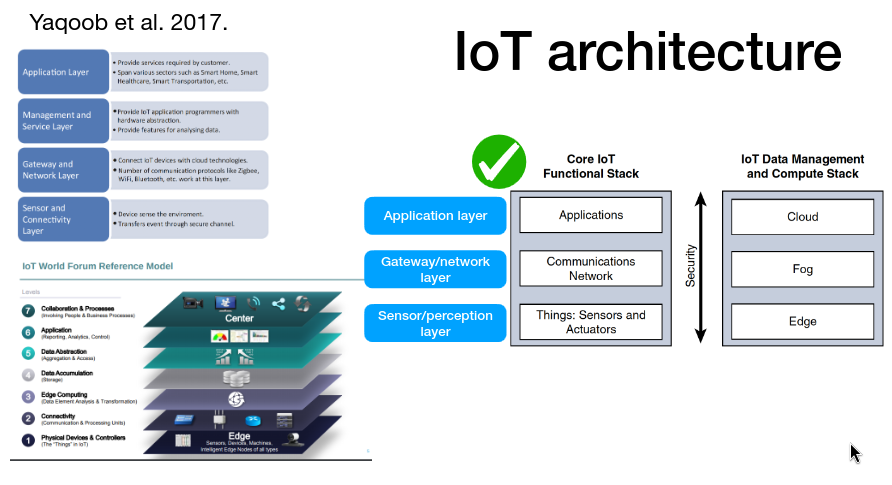 Yaqoob et al. 2017.
IoT architecture
Application Layer
• Provide services required by customer.
• Span various sectors such as Smart Home, Smart
Healthcare, Smart Transportation, etc.
Management and
Service Layer
• Provide IoT application programmers with
hardware abstraction.
• Provide features for analysing data.
Gateway and
Network Layer
• Connect IoT devices with cloud technologies.
• Number of communication protocols like Zigbee,
WiFi, Bluetooth, etc. work at this layer.
Sensor and
Connectivity
Layer
• Device sense the enviroment.
• Transfers event through secure channel.
IoT World Forum Reference Model
Levels
7 Collaboration & Processes
(Involving People & Business Processes)
6 Application
(Reporting, Analytics, Control)
5 Data Abstraction
(Aggregation & Access)
4 Data Accumulation
(Storage)
3 Edge Computing
(Data Element Analysis & Transformation)
2 Connectivity
(Communication & Processing Units)
1 Physical Devices & Controllers
(The "Things" in IoT)
Center
Edge
Sensors, Devices, Machines,
Intelligent Edge Nodes of all types
Application layer
Gateway/network
layer
Sensor/perception
layer
Core IoT
Functional Stack
Applications
Communications
Network
Things: Sensors and
Actuators
Security
IoT Data Management
and Compute Stack
Cloud
Fog
Edge